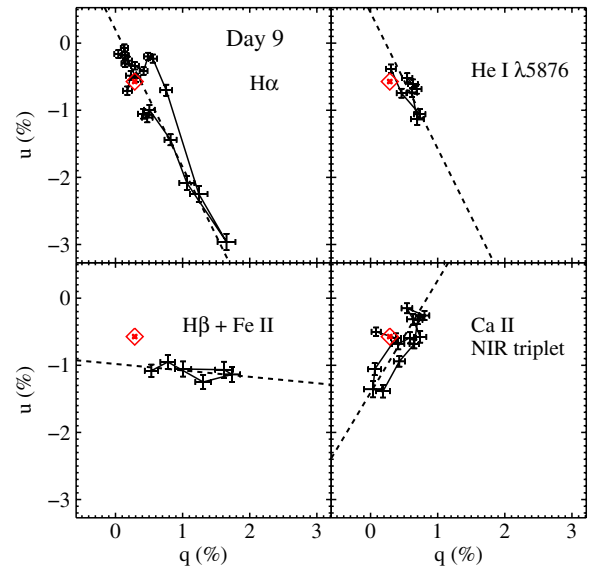 Day 9
Hα
He I λ5876
0
−1
−2
−3
u (%)
Hβ + Fe II
Ca II
NIR triplet
0
−1
−2
−3
u (%)
0 1 2 3
0 1 2 3
q (%)
q (%)